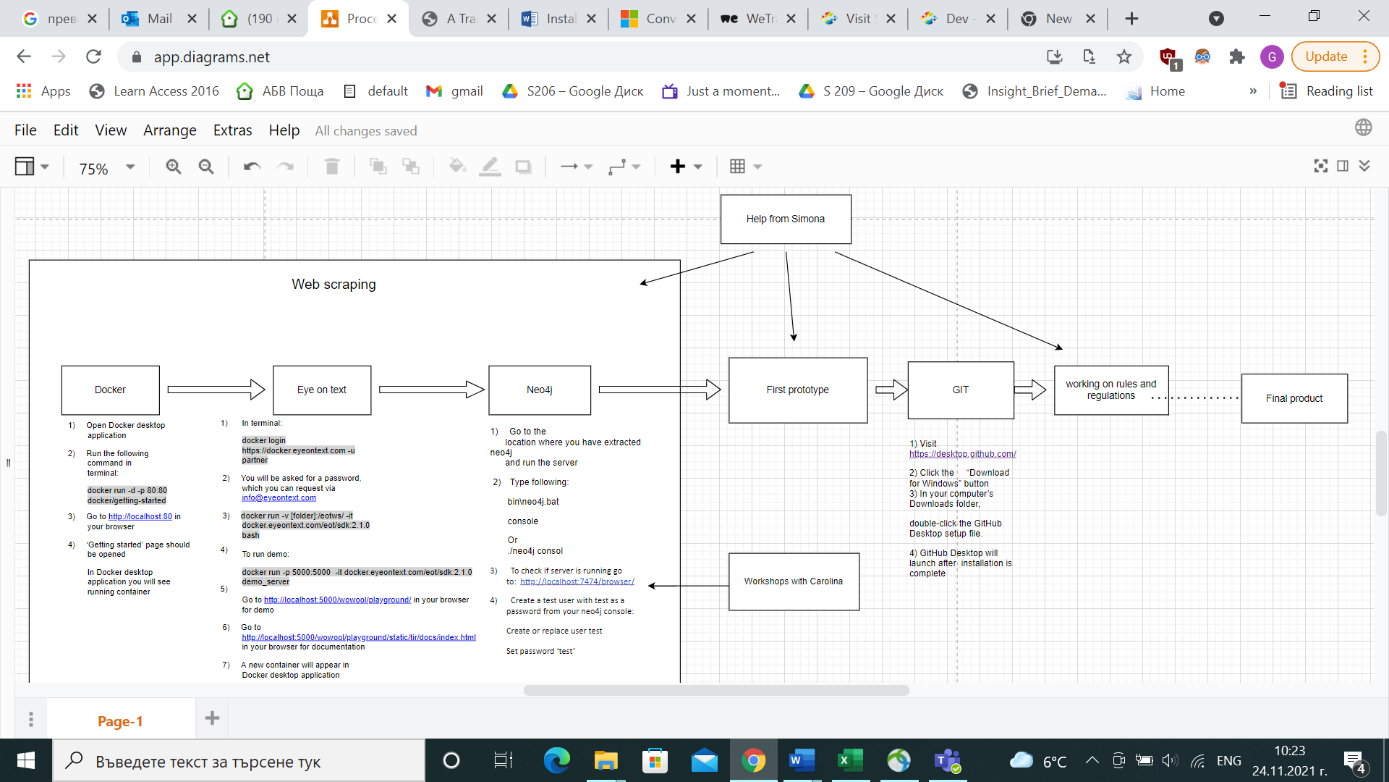 прев
Mail
(190
Proce
A Tra
Instal
Conv
WeTra
Visit
Dev -
New
app.diagrams.net
1
G
Update
Apps
Learn Access 2016
АБВ Поща
default
gmail
S206 – Google Диск
Just a moment...
S 209 – Google Диск
Insight_Brief_Dema...
Home
»
Reading list
File Edit View Arrange Extras Help All changes saved
75%
Help from Simona
Web scraping
Docker
Eye on text
Neo4j
First prototype
GIT
working on rules and
regulations
Final product
1) Open Docker desktop
application
2) Run the following
command in
terminal:
docker run -d -p 80:80
docker/getting-started
3) Go to http://localhost:80 in
your browser
4) ‘Getting started’ page should
be opened
In Docker desktop
application you will see
running container
1) In terminal:
docker login
https://docker.eyeontext.com -u
partner
2) You will be asked for a password,
which you can request via
info@eyeontext.com
3) docker run -v [folder]:/eotws/ -it
docker.eyeontext.com/eot/sdk:2.1.0
bash
4) To run demo:
docker run -p 5000:5000 -it docker.eyeontext.com/eot/sdk:2.1.0
demo_server
5)
Go to http://localhost:5000/wowool/playground/ in your browser
for demo
6) Go to
http://localhost:5000/wowool/playground/static/tir/docs/index.html
in your browser for documentation
7) A new container will appear in
Docker desktop application
1) Go to the
location where you have extracted
neo4j
and run the server
2) Type following:
bin\neo4j.bat
console
Or
./neo4j consol
3) To check if server is running go
to: http://localhost:7474/browser/
4) Create a test user with test as a
password from your neo4j console:
Create or replace user test
Set password ‘test’
1) Visit
https://desktop.github.com/
2) Click the “Download
for Windows” button
3) In your computer’s
Downloads folder,
double-click the GitHub
Desktop setup file.
4) GitHub Desktop will
launch after installation is
complete
Workshops with Carolina
Page-1
Въведете текст за търсене тук
6°C
ENG
10:23
24.11.2021 г.
4